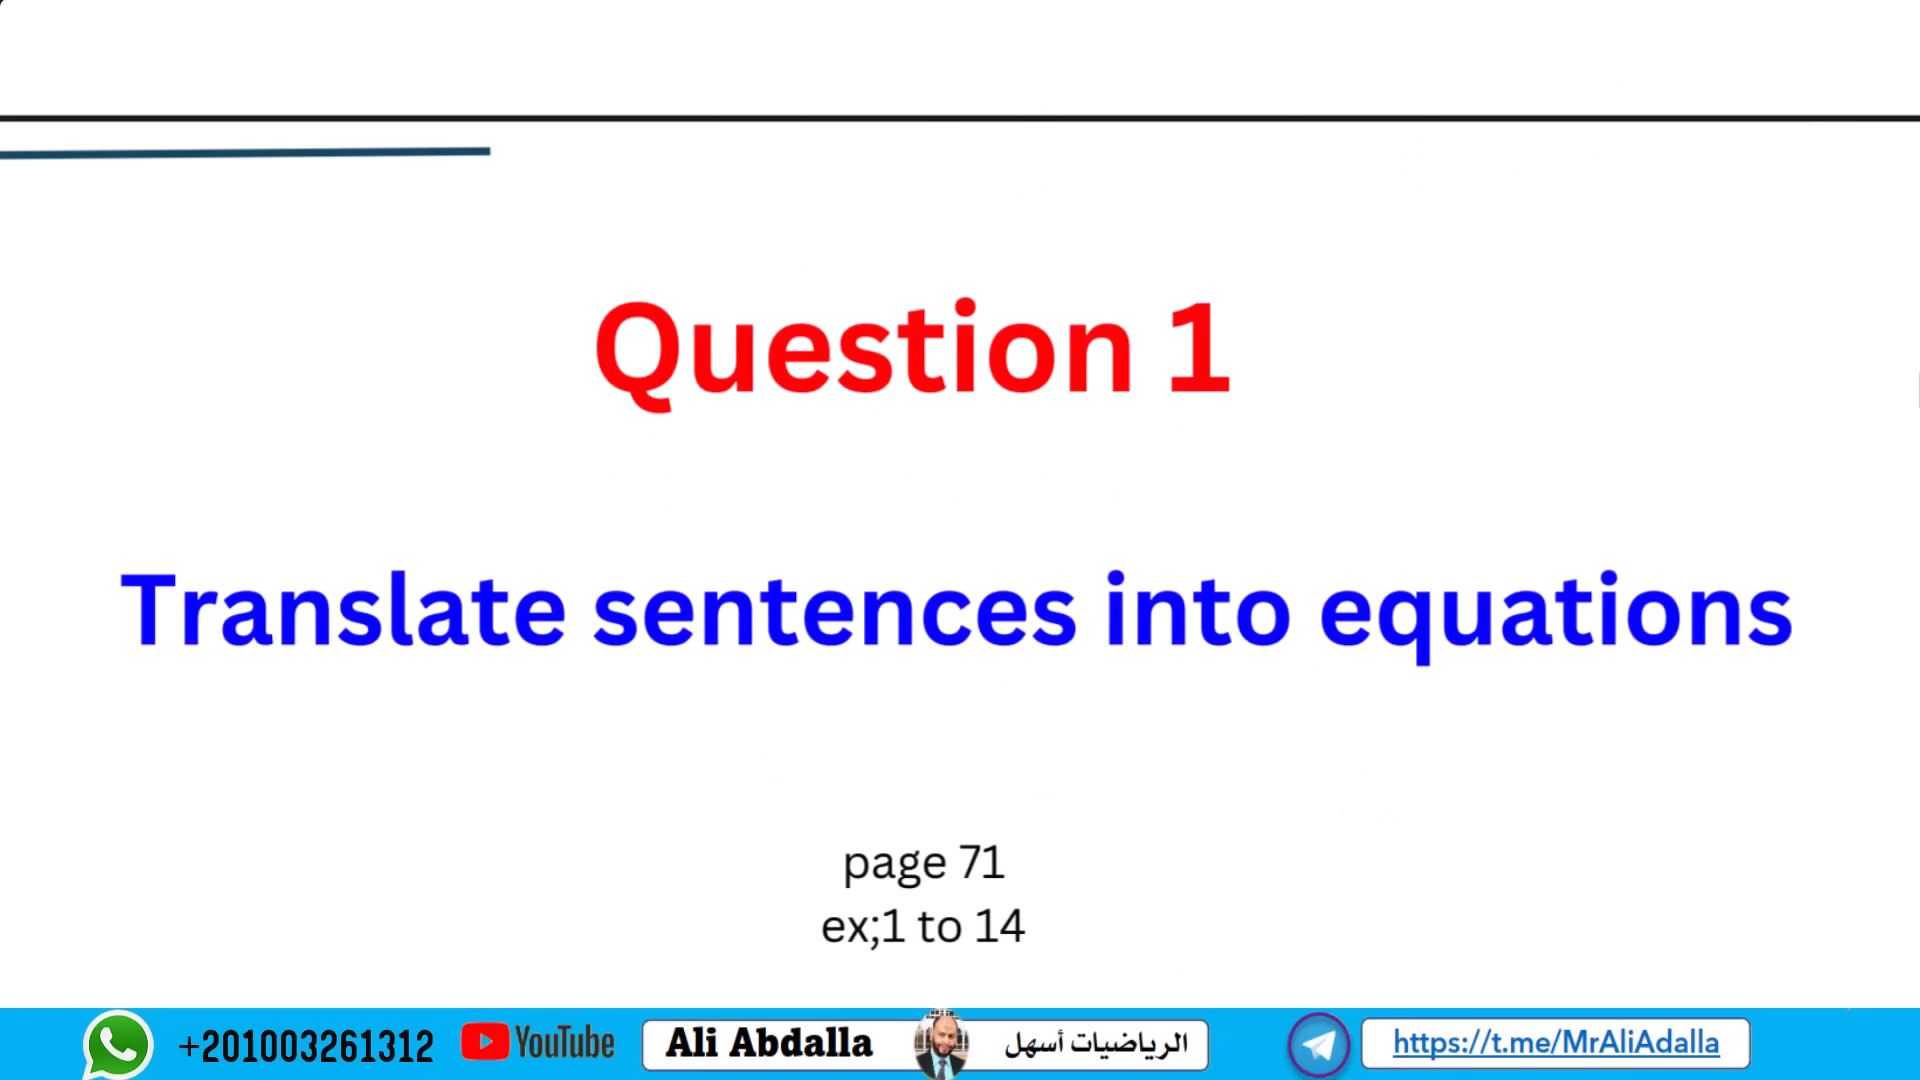 Question 1
Translate sentences into equations
page 71
ex;1 to 14
+201003261312 YouTube Ali Abdalla الرياضيات أسهل https://t.me/MrAliAdalla